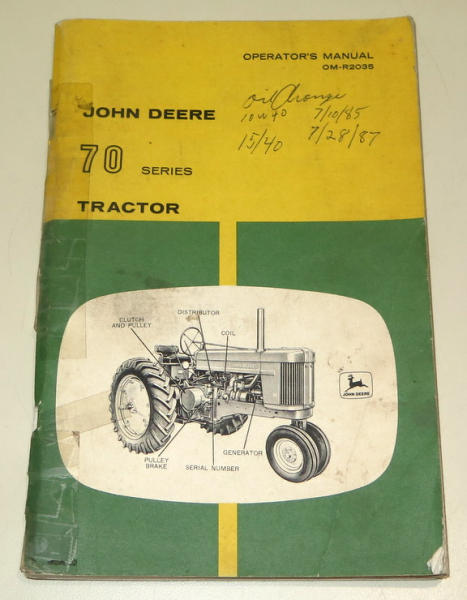 OPERATOR'S MANUAL
OM-R2035
oil Change
10W40 7/10/85
15/40 7/28/87
JOHN DEERE
70 SERIES
TRACTOR
DISTRIBUTOR
CLUTCH
AND PULLEY
COIL
JOHN DEERE
GENERATOR
PULLEY
BRAKE
SERIAL NUMBER